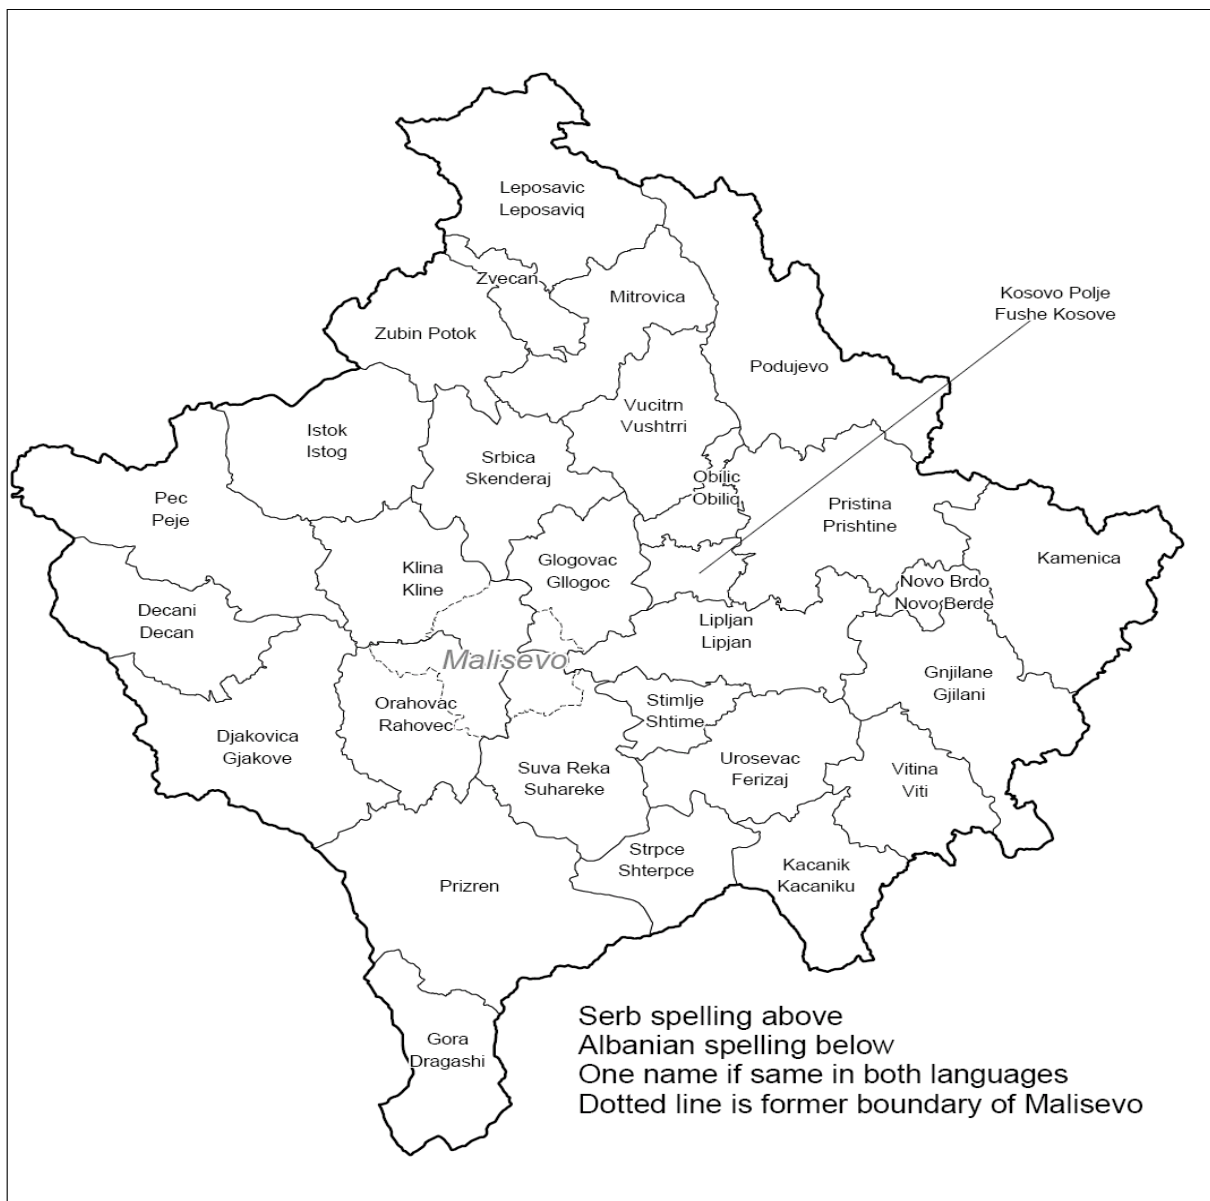 Leposavic
Leposaviq
Zvecan
Mitrovica
Kosovo Polje
Fushe Kosove
Zubin Potok
Podujevo
Vucitrn
Vushtrri
Istok
Istog
Srbica
Skenderaj
Obilic
Obiliq
Pec
Peje
Pristina
Prishtine
Kamenica
Klina
Kline
Glogovac
Gllogoc
Novo Brdo
Novo Berde
Decani
Decan
Lipljan
Lipjan
Malisevo
Gnjilane
Gjilani
Orahovac
Rahovec
Stimlje
Shtime
Djakovica
Gjakove
Suva Reka
Suhareke
Urosevac
Ferizaj
Vitina
Viti
Strpce
Shterpce
Kacanik
Kacaniku
Prizren
Gora
Dragashi
Serb spelling above
Albanian spelling below
One name if same in both languages
Dotted line is former boundary of Malisevo